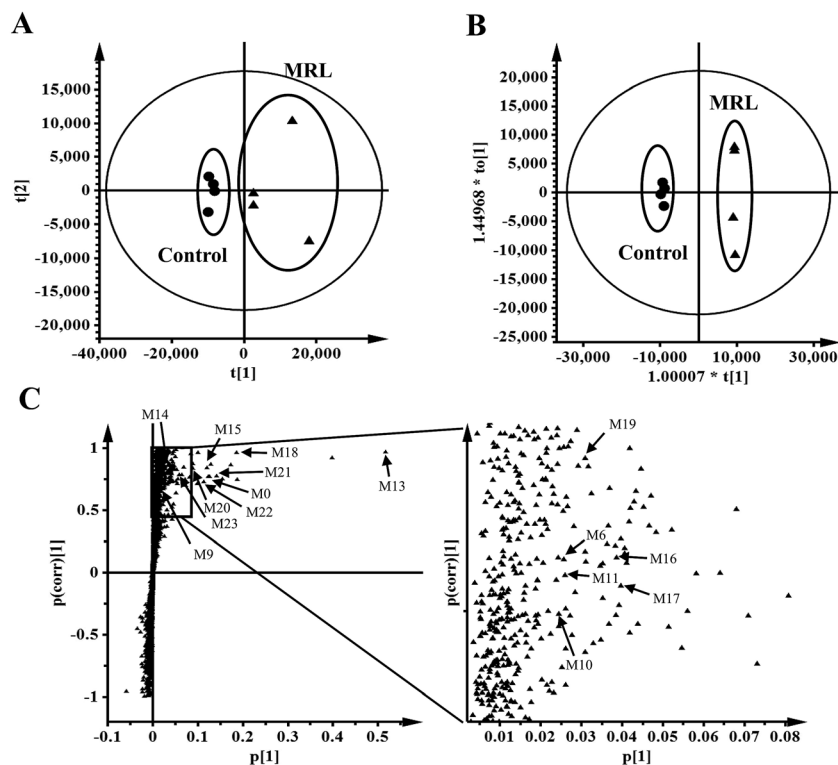 A
MRL
15,000
10,000
5,000
0
-5,000
-10,000
-15,000
-20,000
t[2]
Control
-40,000 -20,000 0 20,000
t[1]
B
20,000
15,000
10,000
5,000
0
-5,000
-10,000
-15,000
-20,000
-25,000
1.44968 * to[1]
MRL
Control
-30,000 -10,000 10,000 30,000
1.00007 * t[1]
C
M14
M15
M18
M21
M13
M0
M20
M22
M23
M9
1
0.5
0
-0.5
-1
p(corr)[1]
-0.1 0 0.1 0.2 0.3 0.4 0.5
p[1]
M19
M6
M16
M11
M17
M10
p(corr)[1]
0.01 0.02 0.03 0.04 0.05 0.06 0.07 0.08
p[1]